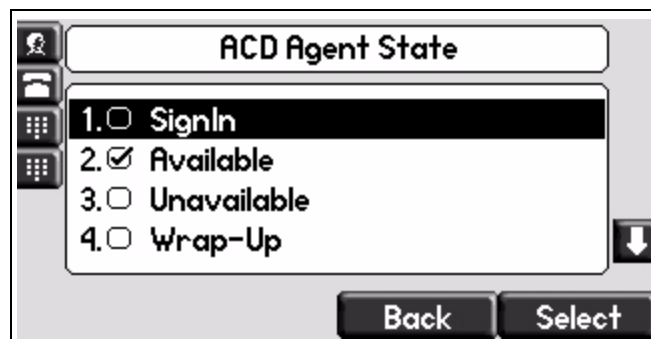 ACD Agent State
1. SignIn
2. Available
3. Unavailable
4. Wrap-Up
Back Select